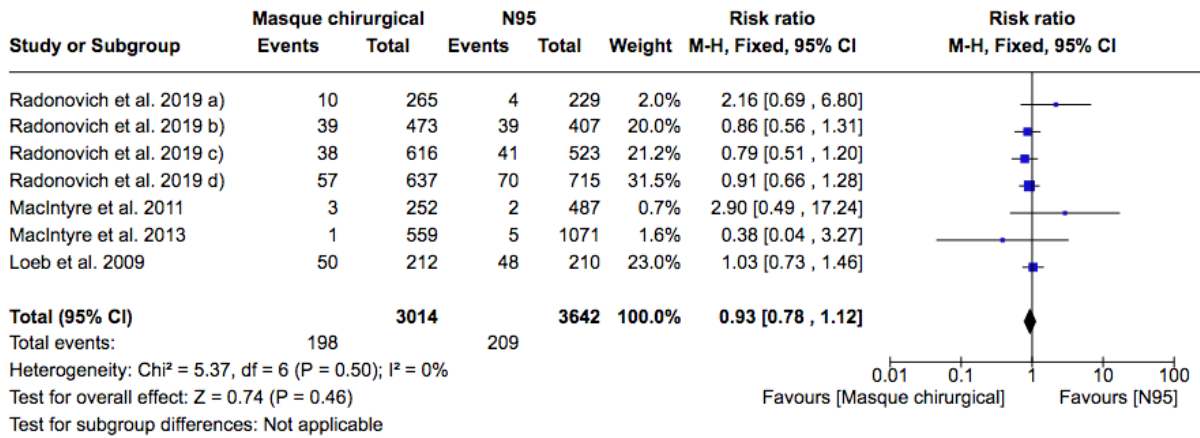 Masque chirurgical N95 Risk ratio Risk ratio
Study or Subgroup Events Total Events Total Weight M-H, Fixed, 95% CI M-H, Fixed, 95% CI
Radonovich et al. 2019 a) 10 265 4 229 2.0% 2.16 [0.69 , 6.80]
Radonovich et al. 2019 b) 39 473 39 407 20.0% 0.86 [0.56 , 1.31]
Radonovich et al. 2019 c) 38 616 41 523 21.2% 0.79 [0.51 , 1.20]
Radonovich et al. 2019 d) 57 637 70 715 31.5% 0.91 [0.66 , 1.28]
MacIntyre et al. 2011 3 252 2 487 0.7% 2.90 [0.49 , 17.24]
MacIntyre et al. 2013 1 559 5 1071 1.6% 0.38 [0.04 , 3.27]
Loeb et al. 2009 50 212 48 210 23.0% 1.03 [0.73 , 1.46]
Total (95% CI) 3014 3642 100.0% 0.93 [0.78 , 1.12]
Total events: 198 209
Heterogeneity: Chi² = 5.37, df = 6 (P = 0.50); I² = 0%
0.01 0.1 1 10 100
Test for overall effect: Z = 0.74 (P = 0.46)
Favours [Masque chirurgical] Favours [N95]
Test for subgroup differences: Not applicable